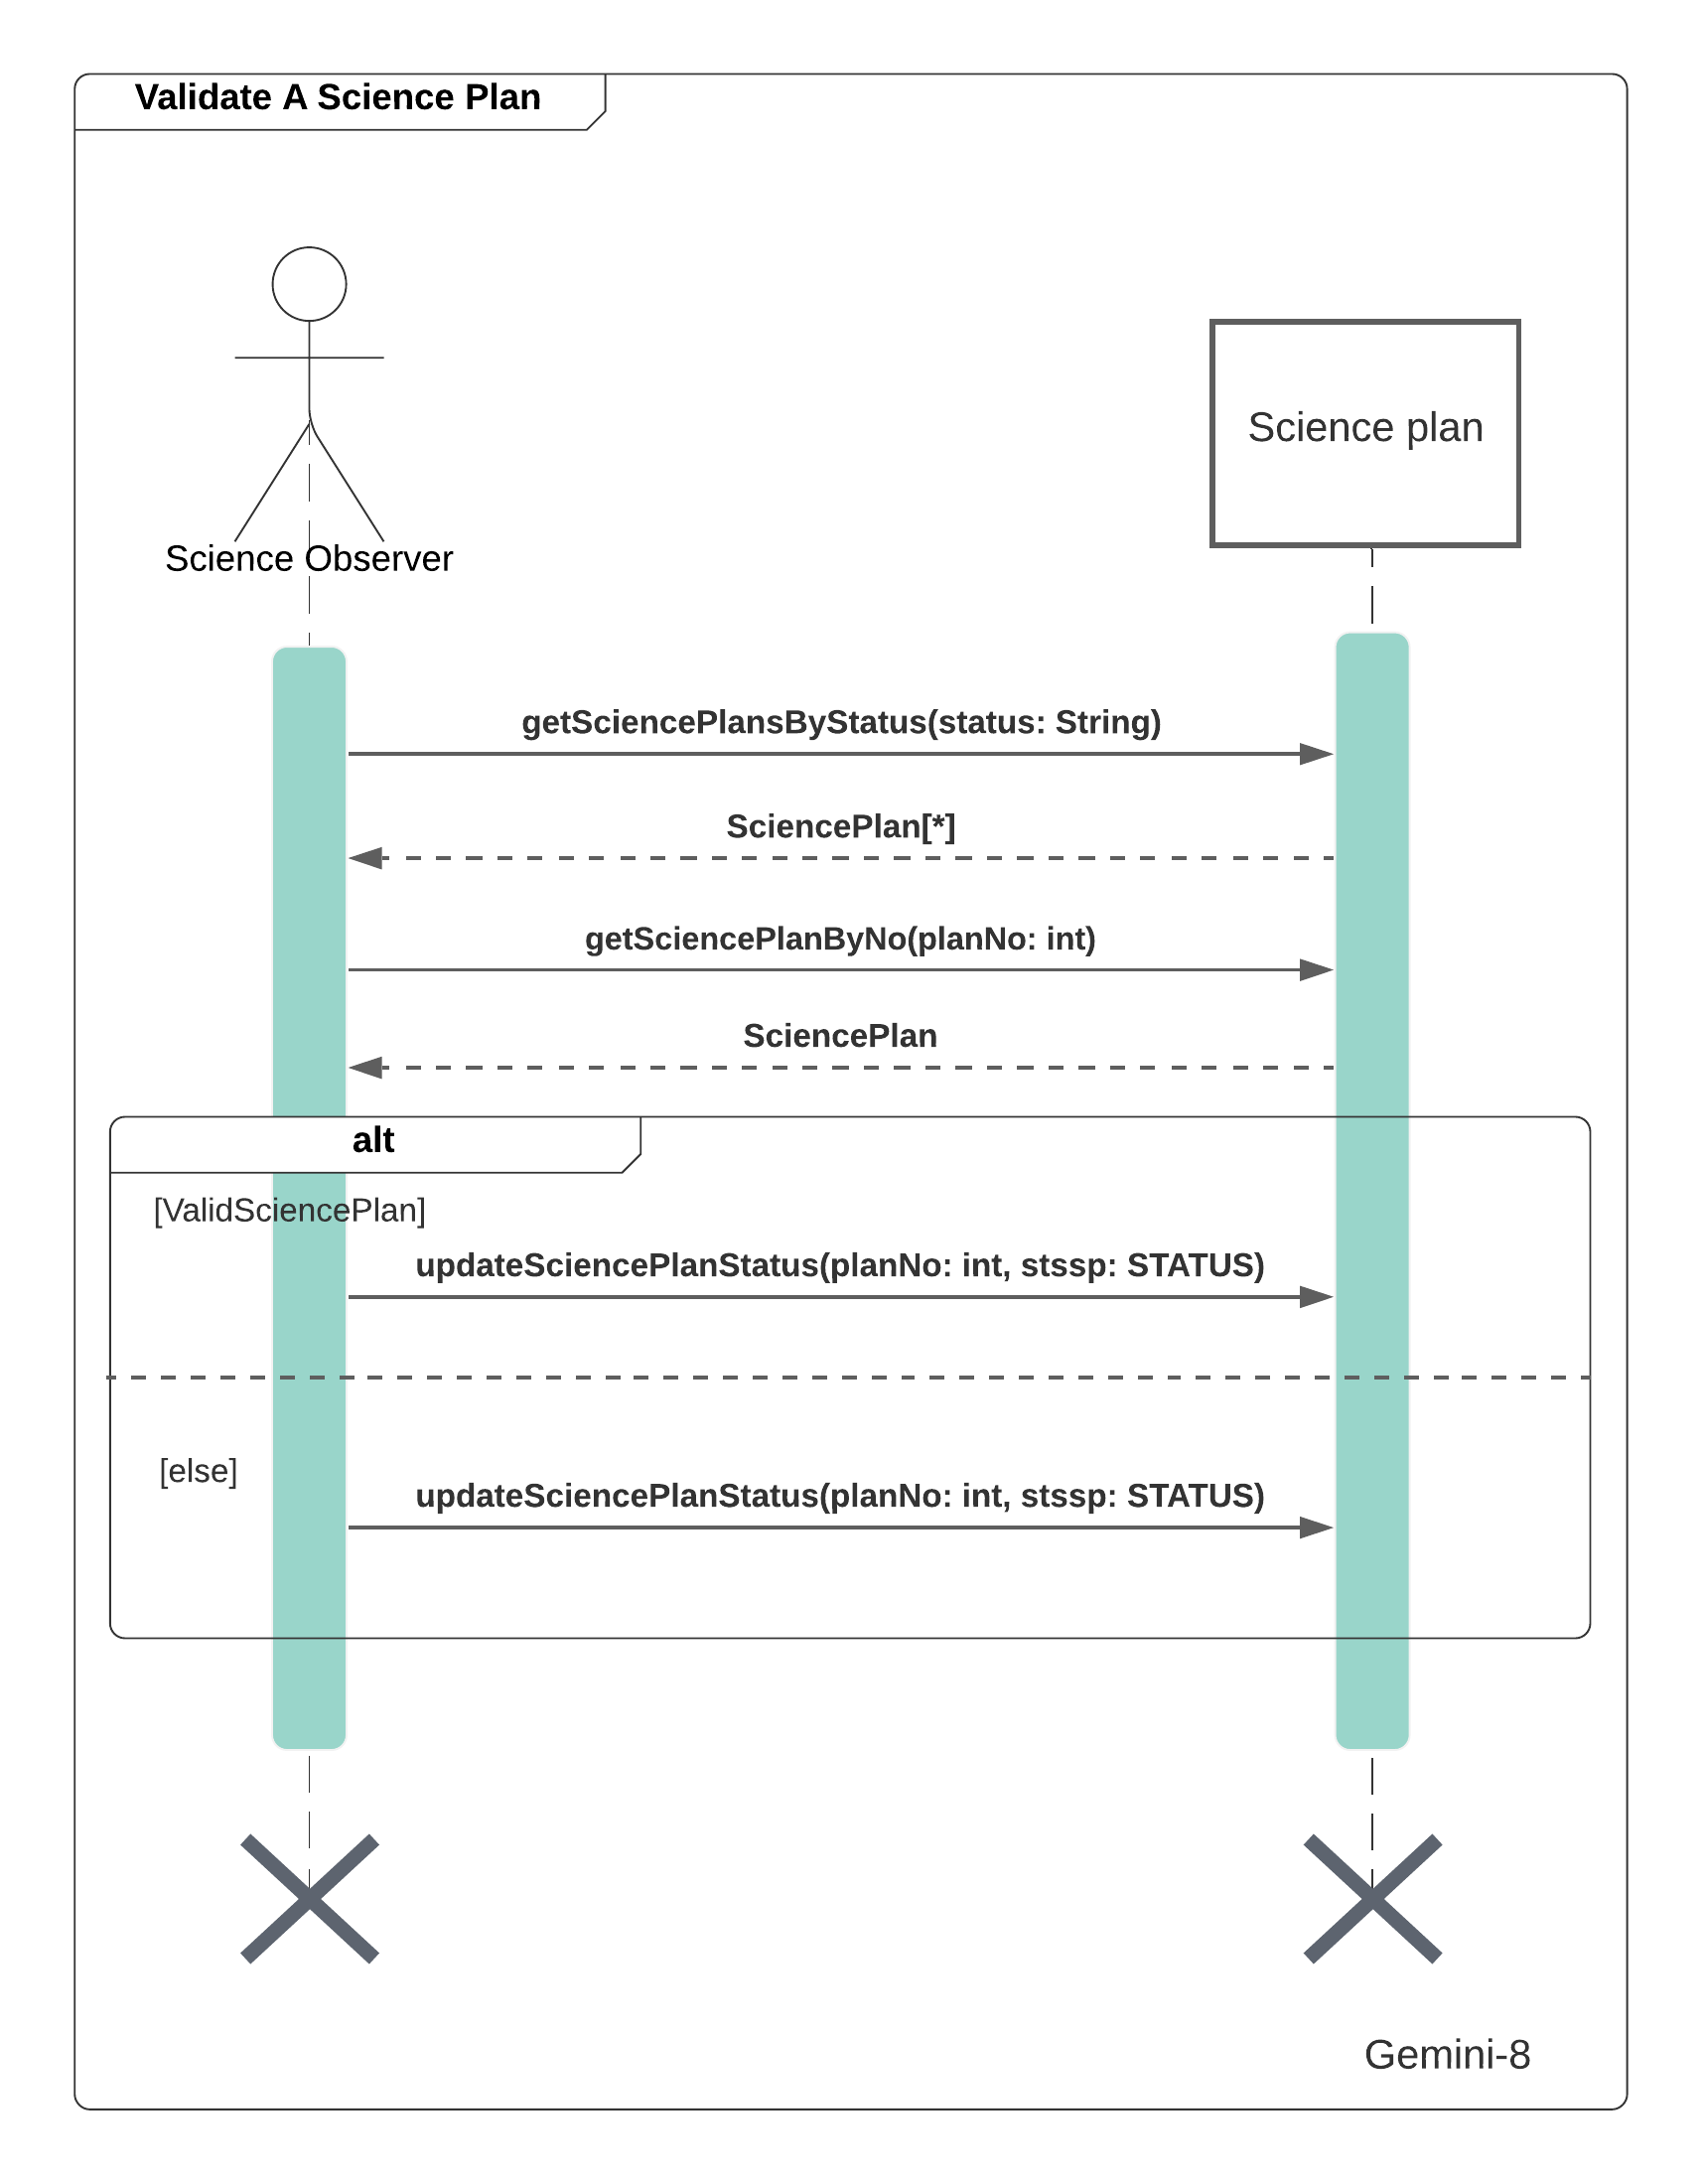 Validate A Science Plan
Science Observer
Science plan
getSciencePlansByStatus(status: String)
SciencePlan[*]
getSciencePlanByNo(planNo: int)
SciencePlan
alt
[ValidSciencePlan]
updateSciencePlanStatus(planNo: int, stssp: STATUS)
[else]
updateSciencePlanStatus(planNo: int, stssp: STATUS)
Gemini-8